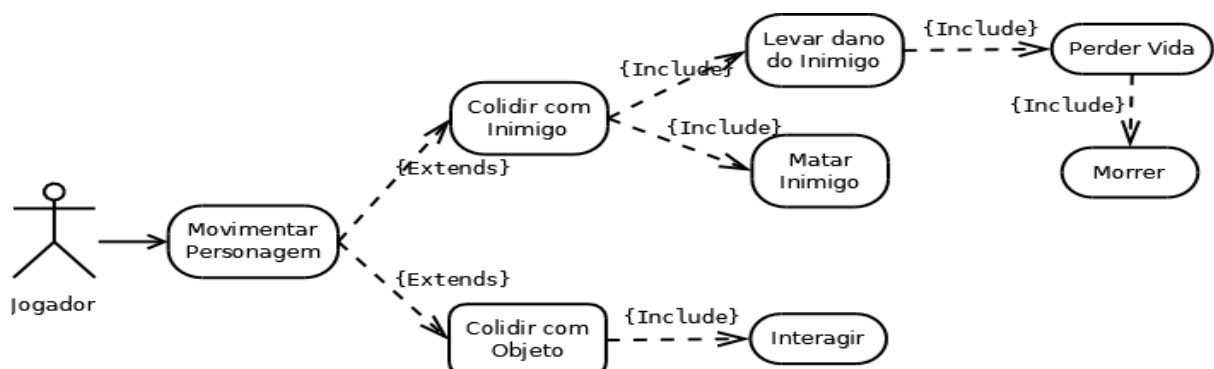 Levar dano
do Inimigo
{Include}
Perder Vida
{Include}
Colidir com
Inimigo
{Include}
{Include}
Matar
Inimigo
Morrer
{Extends}
Movimentar
Personagem
{Extends}
Jogador
Colidir com
Objeto
{Include}
Interagir